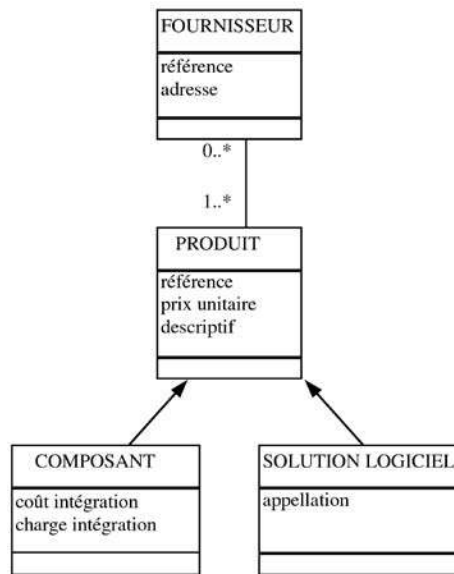 FOURNISSEUR
référence
adresse
0..*
1..*
PRODUIT
référence
prix unitaire
descriptif
COMPOSANT
coût intégration
charge intégration
SOLUTION LOGICIEL
appellation